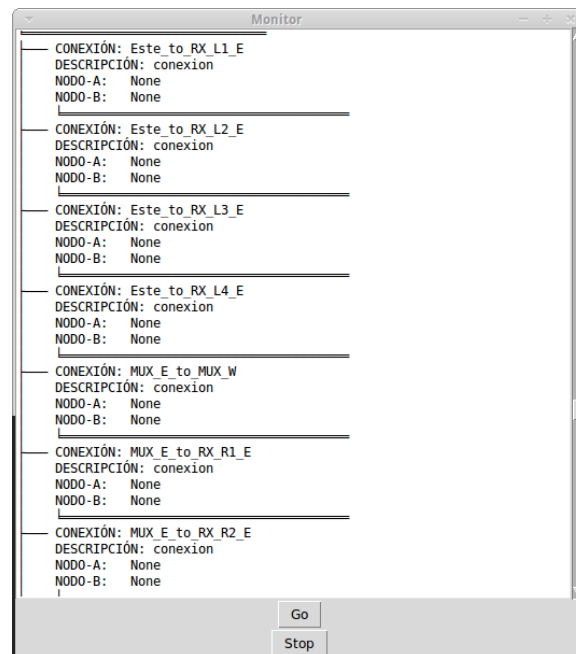 Monitor
CONEXIÓN: Este_to_RX_L1_E
DESCRIPCIÓN: conexion
NODO-A: None
NODO-B: None
CONEXIÓN: Este_to_RX_L2_E
DESCRIPCIÓN: conexion
NODO-A: None
NODO-B: None
CONEXIÓN: Este_to_RX_L3_E
DESCRIPCIÓN: conexion
NODO-A: None
NODO-B: None
CONEXIÓN: Este_to_RX_L4_E
DESCRIPCIÓN: conexion
NODO-A: None
NODO-B: None
CONEXIÓN: MUX_E_to_MUX_W
DESCRIPCIÓN: conexion
NODO-A: None
NODO-B: None
CONEXIÓN: MUX_E_to_RX_R1_E
DESCRIPCIÓN: conexion
NODO-A: None
NODO-B: None
CONEXIÓN: MUX_E_to_RX_R2_E
DESCRIPCIÓN: conexion
NODO-A: None
NODO-B: None
Go
Stop